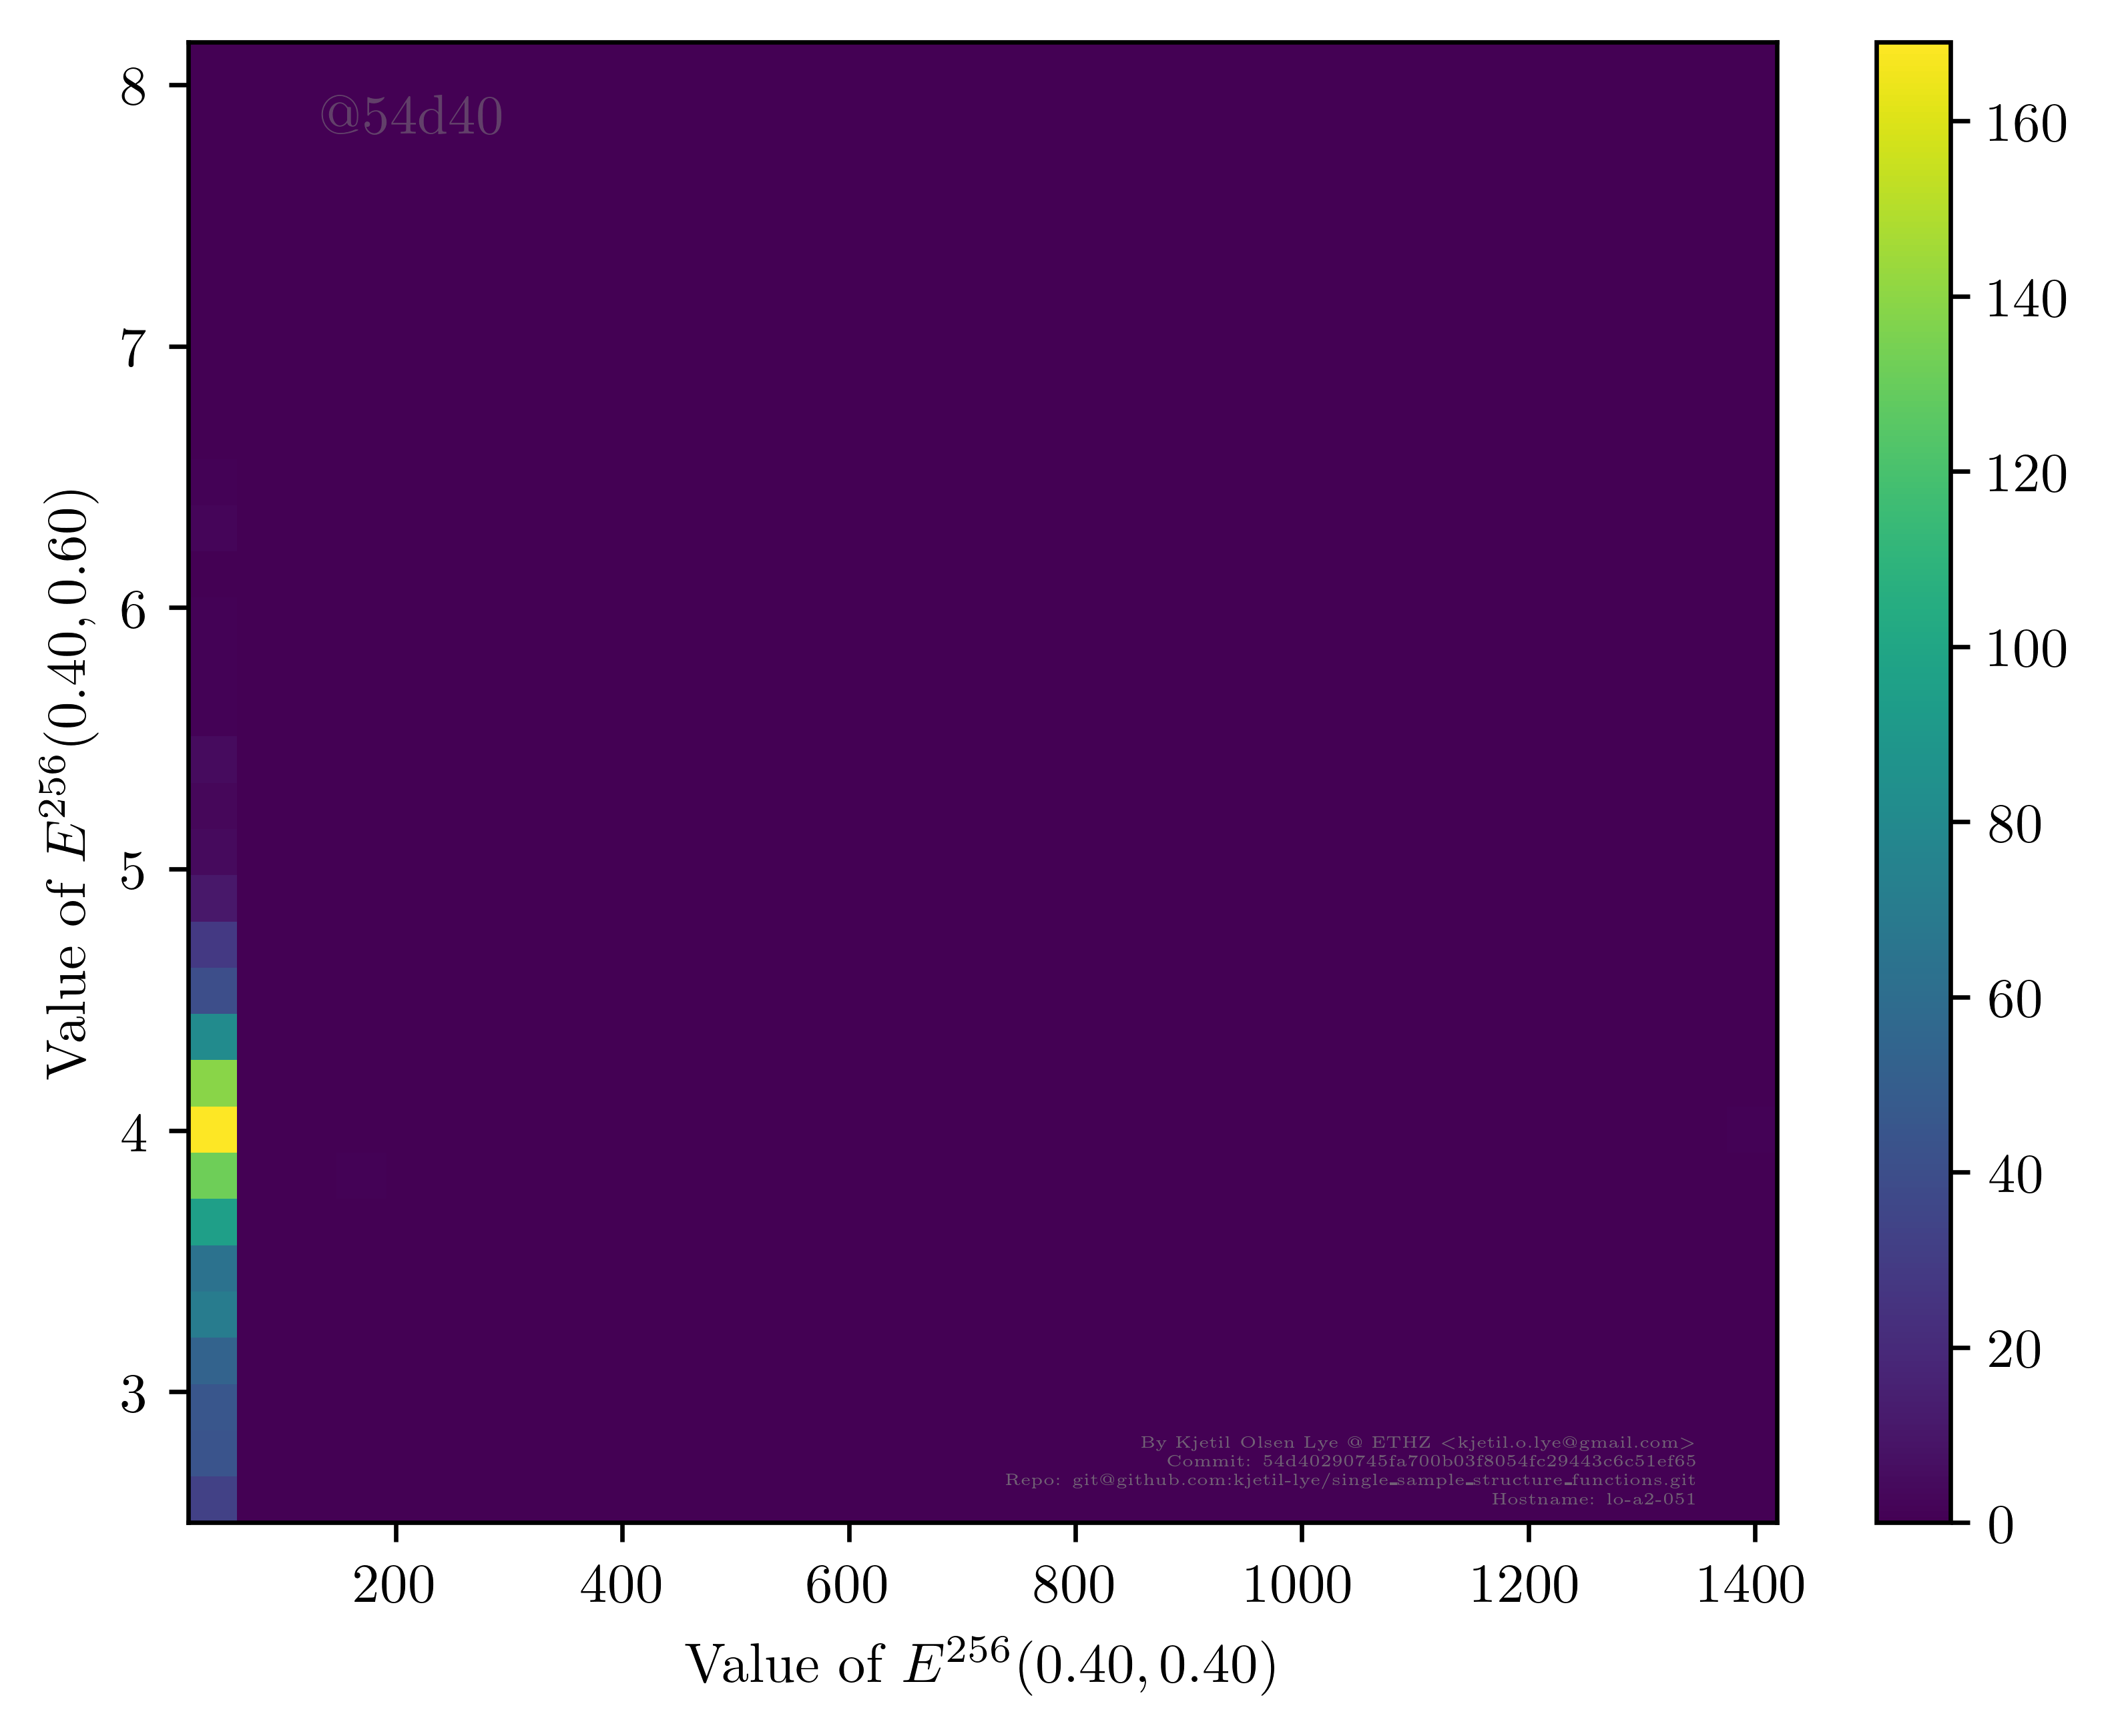 @54d40
8
7
6
5
4
3
Value of E^256(0.40, 0.60)
200 400 600 800 1000 1200 1400
Value of E^256(0.40, 0.40)
160
140
120
100
80
60
40
20
0
By Kjetil Olsen Lye @ ETHZ <kjetil.o.lye@gmail.com>
Commit: 54d40290745fa700b03f8054fc29443c6c51ef65
Repo: git@github.com:kjetil-lye/single_sample_structure_functions.git
Hostname: lo-a2-051